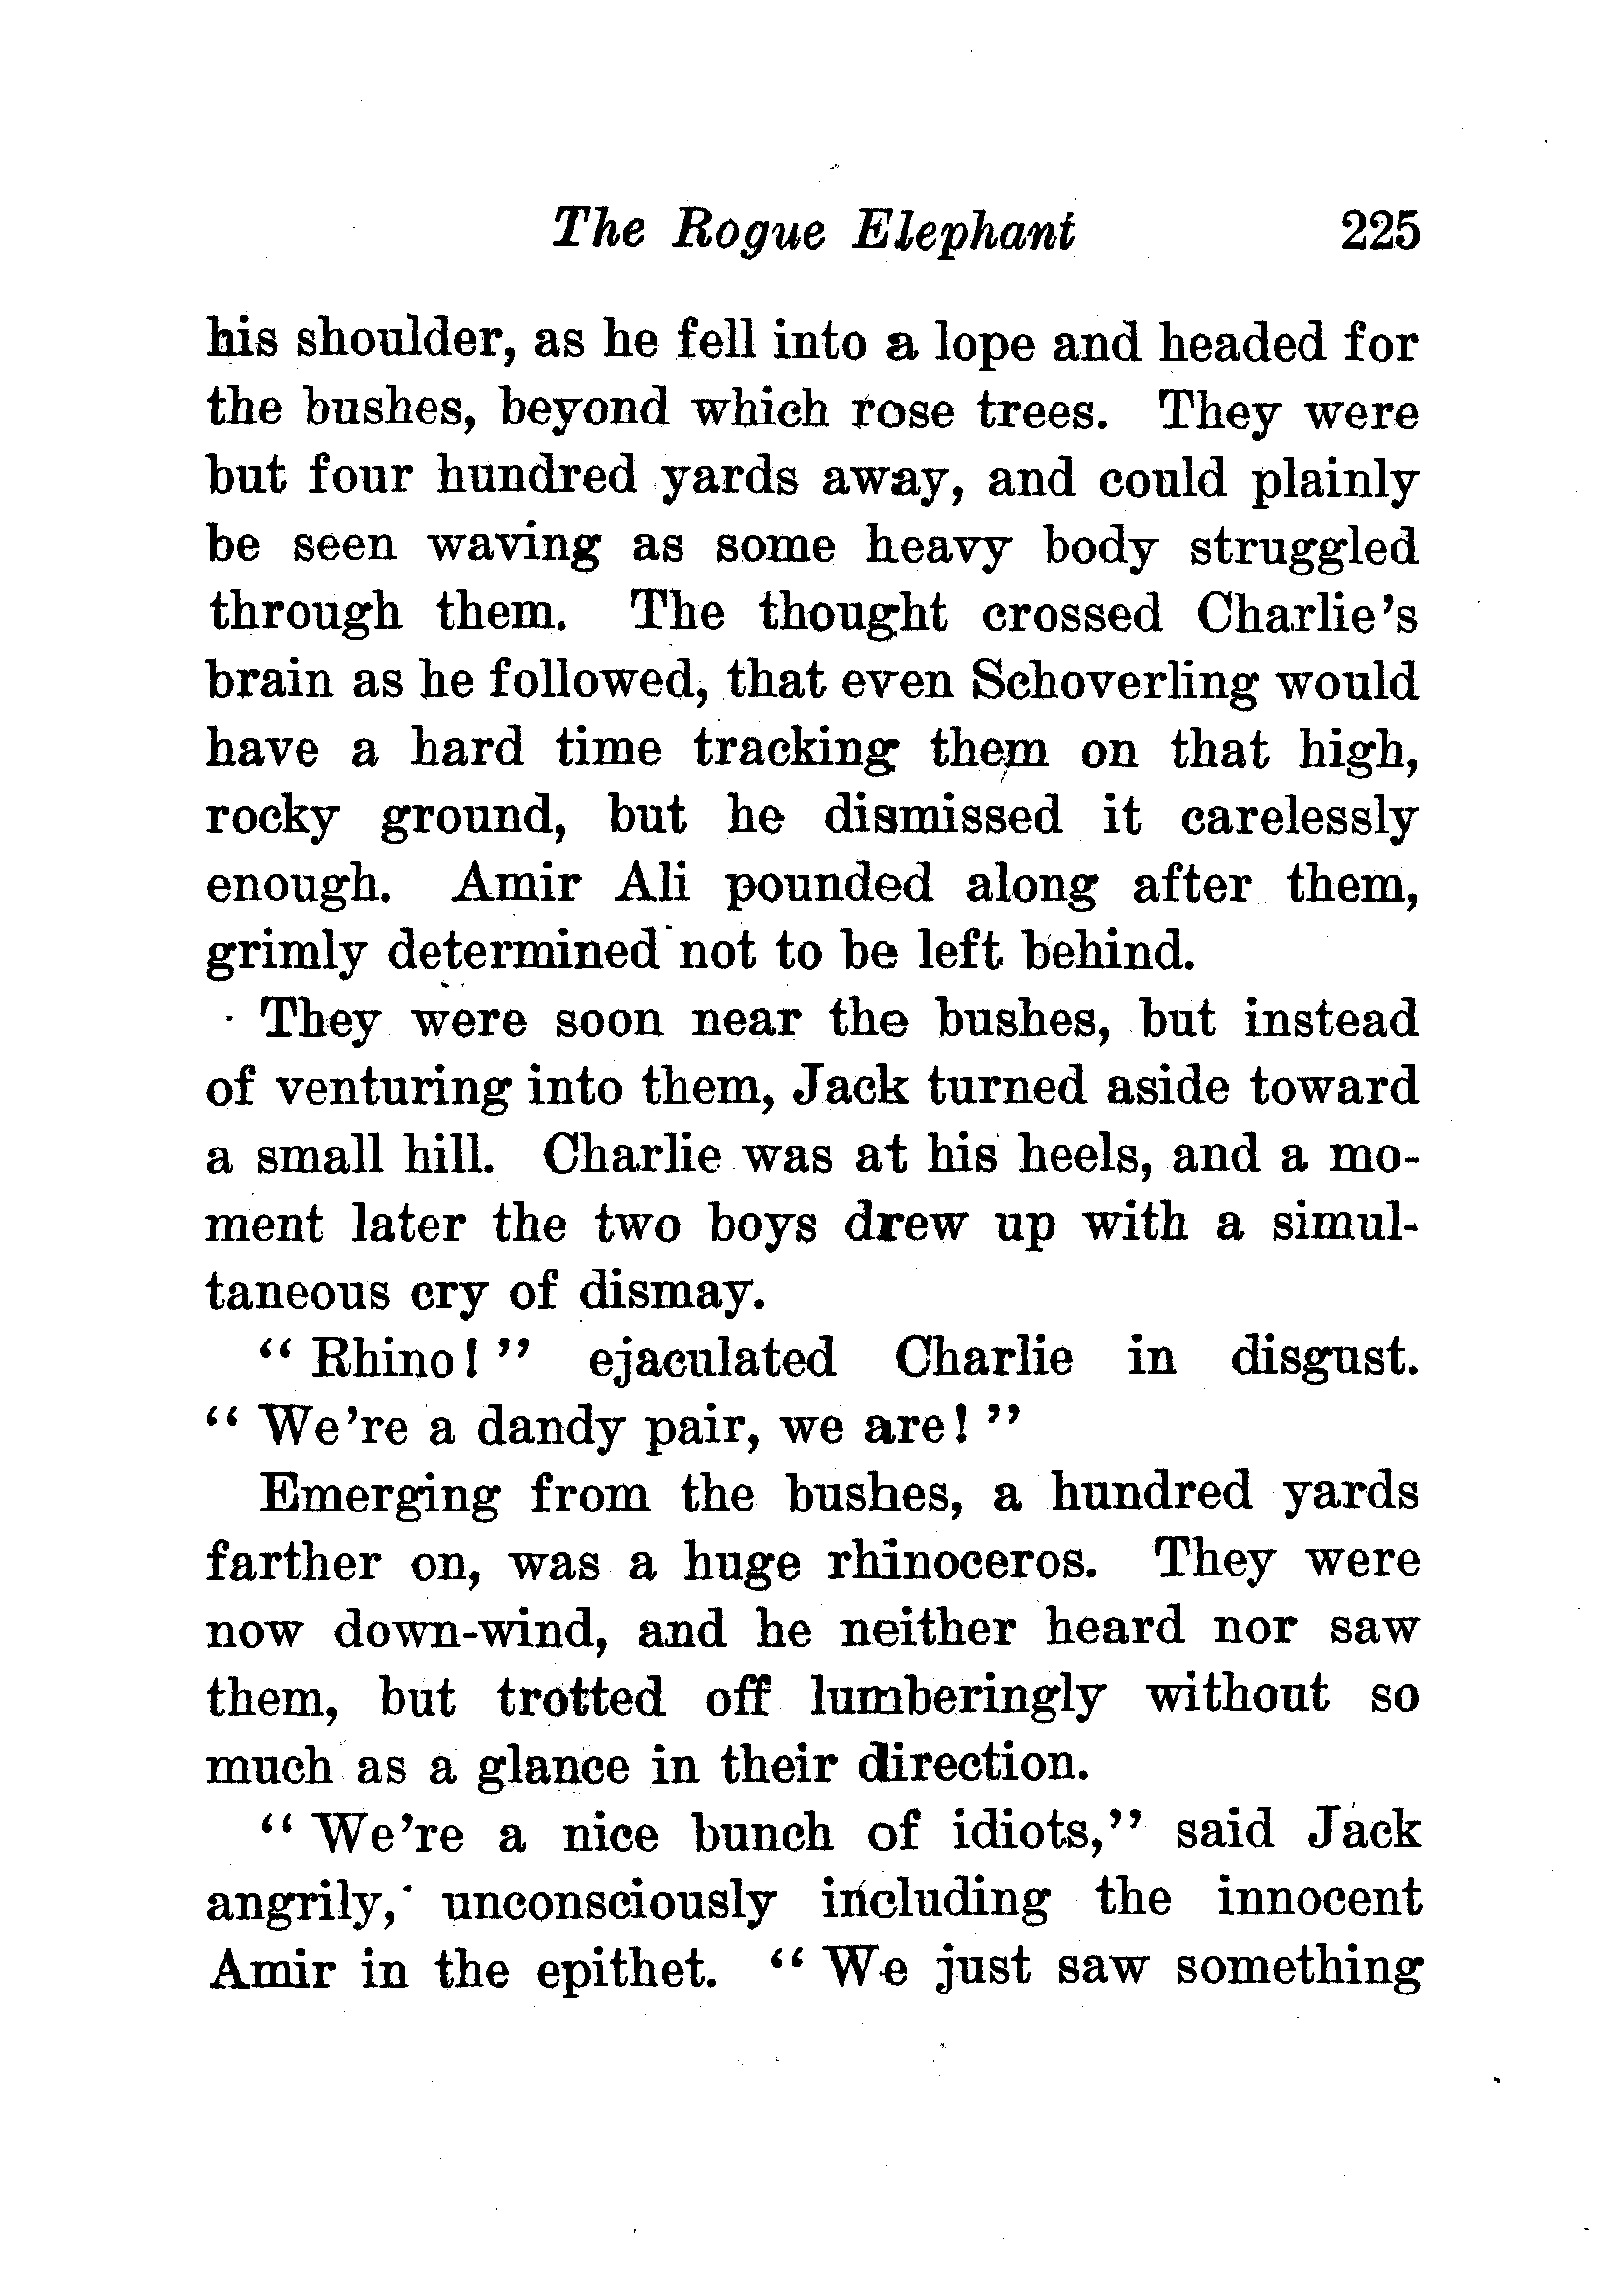 The Rogue Elephant 225
his shoulder, as he fell into a lope and headed for
the bushes, beyond which rose trees. They were
but four hundred yards away, and could plainly
be seen waving as some heavy body struggled
through them. The thought crossed Charlie's
brain as he followed, that even Schoverling would
have a hard time tracking them on that high,
rocky ground, but he dismissed it carelessly
enough. Amir Ali pounded along after them,
grimly determined not to be left behind.
They were soon near the bushes, but instead
of venturing into them, Jack turned aside toward
a small hill. Charlie was at his heels, and a mo-
ment later the two boys drew up with a simul-
taneous cry of dismay.
" Rhino! " ejaculated Charlie in disgust.
" We're a dandy pair, we are! "
Emerging from the bushes, a hundred yards
farther on, was a huge rhinoceros. They were
now down-wind, and he neither heard nor saw
them, but trotted off lumberingly without so
much as a glance in their direction.
" We're a nice bunch of idiots," said Jack
angrily, unconsciously including the innocent
Amir in the epithet. " We just saw something